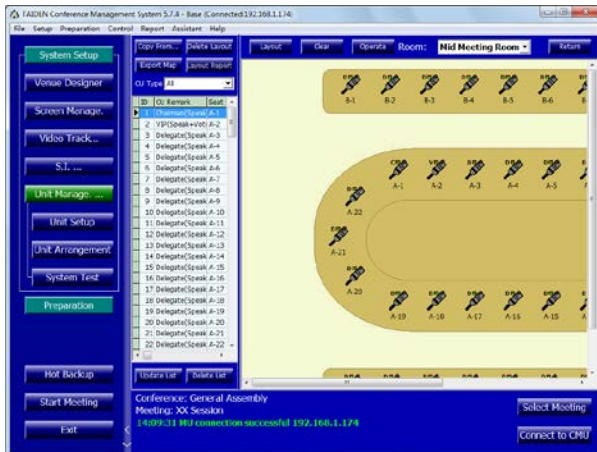 TAIDEN Conference Management System 5.7.4 - Base (Connected:192.168.1.174)
File Setup Preparation Control Report Assistant Help
System Setup
Venue Designer
Screen Manage.
Video Track...
S.I. ...
Unit Manage. ...
Unit Setup
Unit Arrangement
System Test
Preparation
Hot Backup
Start Meeting
Exit
Copy From... Delete Layout
Export Map Layout Report
CU Type All
ID CU Remark Seat
1 Chairman(Speak A-1
2 VIP(Speak+Vot) A-2
3 Delegate(Speak A-3
4 Delegate(Speak A-4
5 Delegate(Speak A-5
6 Delegate(Speak A-6
7 Delegate(Speak A-7
8 Delegate(Speak A-8
9 Delegate(Speak A-9
10 Delegate(Speak A-10
11 Delegate(Speak A-11
12 Delegate(Speak A-12
13 Delegate(Speak A-13
14 Delegate(Speak A-14
15 Delegate(Speak A-15
16 Delegate(Speak A-16
17 Delegate(Speak A-17
18 Delegate(Speak A-18
19 Delegate(Speak A-19
20 Delegate(Speak A-20
21 Delegate(Speak A-21
22 Delegate(Speak A-22
Update List Delete List
Layout Clear Operate Room: Mid Meeting Room Return
B-1 B-2 B-3 B-4 B-5 B-6
A-1 A-2 A-3 A-4 A-5
A-22
A-21
A-20
A-19 A-18 A-17 A-16 A-15
Conference: General Assembly
Meeting: XX Session
14:09:31 MU connection successful 192.168.1.174
Select Meeting
Connect to CMU